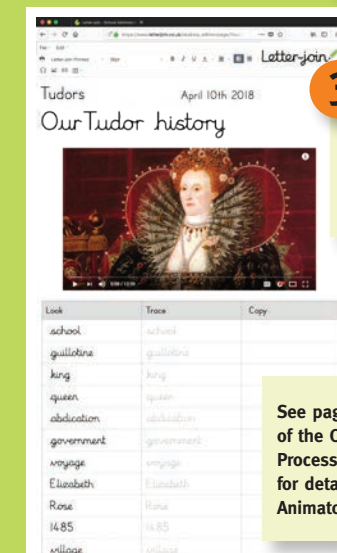 Letter-join
File Edit
3
Tudors April 10th 2018
Our Tudor history
Look Trace Copy
school school
guillotine guillotine
king king
queen queen
abdication abdication
government government
voyage voyage
Elizabeth Elizabeth
Rose Rose
1485 1485
village village
See pag
of the C
Process
for deta
Animato